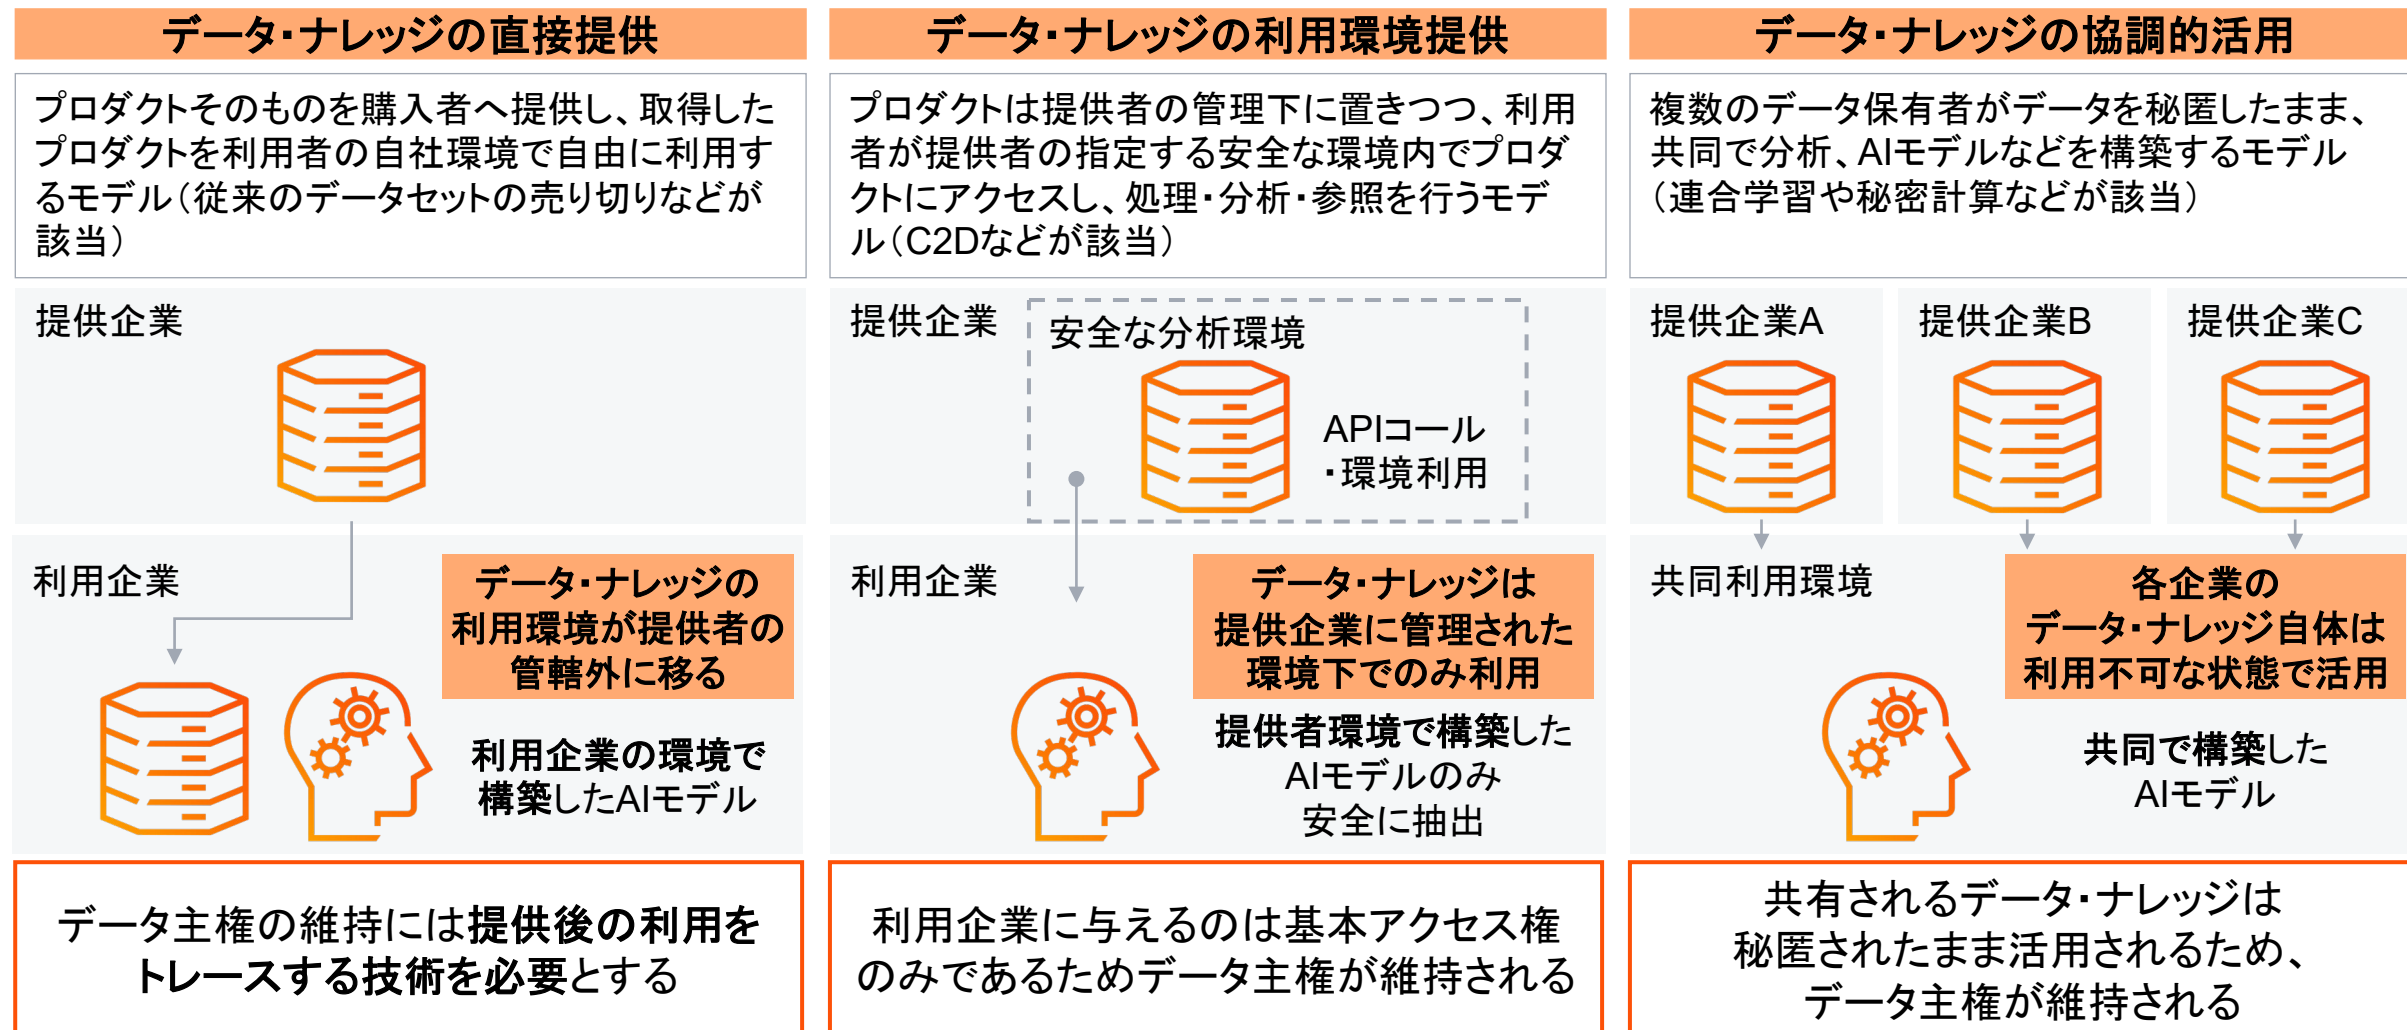 データ・ナレッジの直接提供
プロダクトそのものを購入者へ提供し、取得した
プロダクトを利用者の自社環境で自由に利用す
るモデル（従来のデータセットの売り切りなどが
該当）
提供企業
利用企業
データ・ナレッジの
利用環境が提供者の
管轄外に移る
利用企業の環境で
構築したAIモデル
データ主権の維持には提供後の利用を
トレースする技術を必要とする
データ・ナレッジの利用環境提供
プロダクトは提供者の管理下に置きつつ、利用
者が提供者の指定する安全な環境内でプロダ
クトにアクセスし、処理・分析・参照を行うモデ
ル（C2Dなどが該当）
提供企業
安全な分析環境
APIコール
・環境利用
利用企業
データ・ナレッジは
提供企業に管理された
環境下でのみ利用
提供者環境で構築した
AIモデルのみ
安全に抽出
利用企業に与えるのは基本アクセス権
のみであるためデータ主権が維持される
データ・ナレッジの協調的活用
複数のデータ保有者がデータを秘匿したまま、
共同で分析、AIモデルなどを構築するモデル
（連合学習や秘密計算などが該当）
提供企業A
提供企業B
提供企業C
共同利用環境
各企業の
データ・ナレッジ自体は
利用不可な状態で活用
共同で構築した
AIモデル
共有されるデータ・ナレッジは
秘匿されたまま活用されるため、
データ主権が維持される